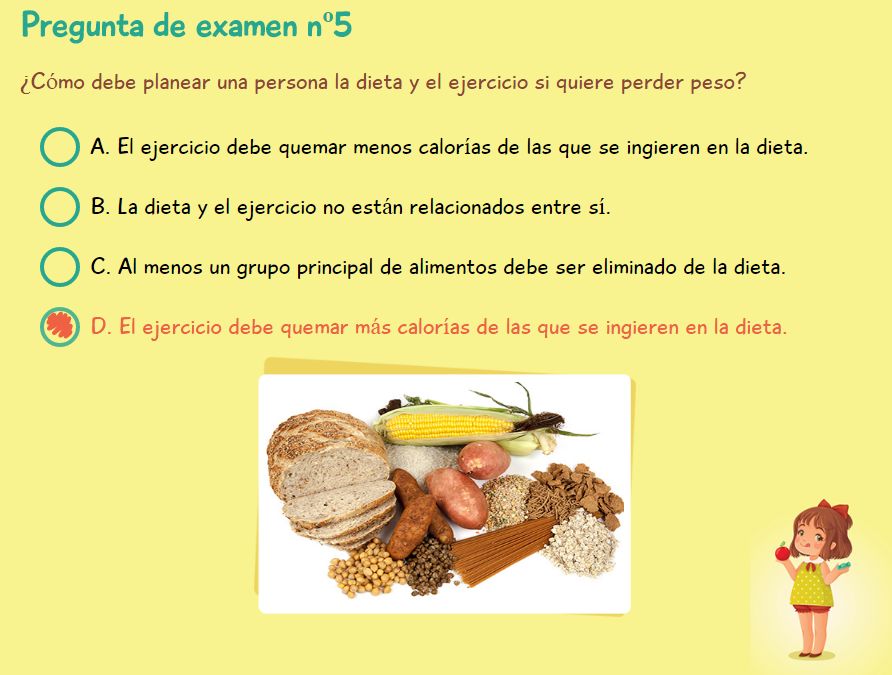 Pregunta de examen nº5
¿Cómo debe planear una persona la dieta y el ejercicio si quiere perder peso?
A. El ejercicio debe quemar menos calorías de las que se ingieren en la dieta.
B. La dieta y el ejercicio no están relacionados entre sí.
C. Al menos un grupo principal de alimentos debe ser eliminado de la dieta.
D. El ejercicio debe quemar más calorías de las que se ingieren en la dieta.